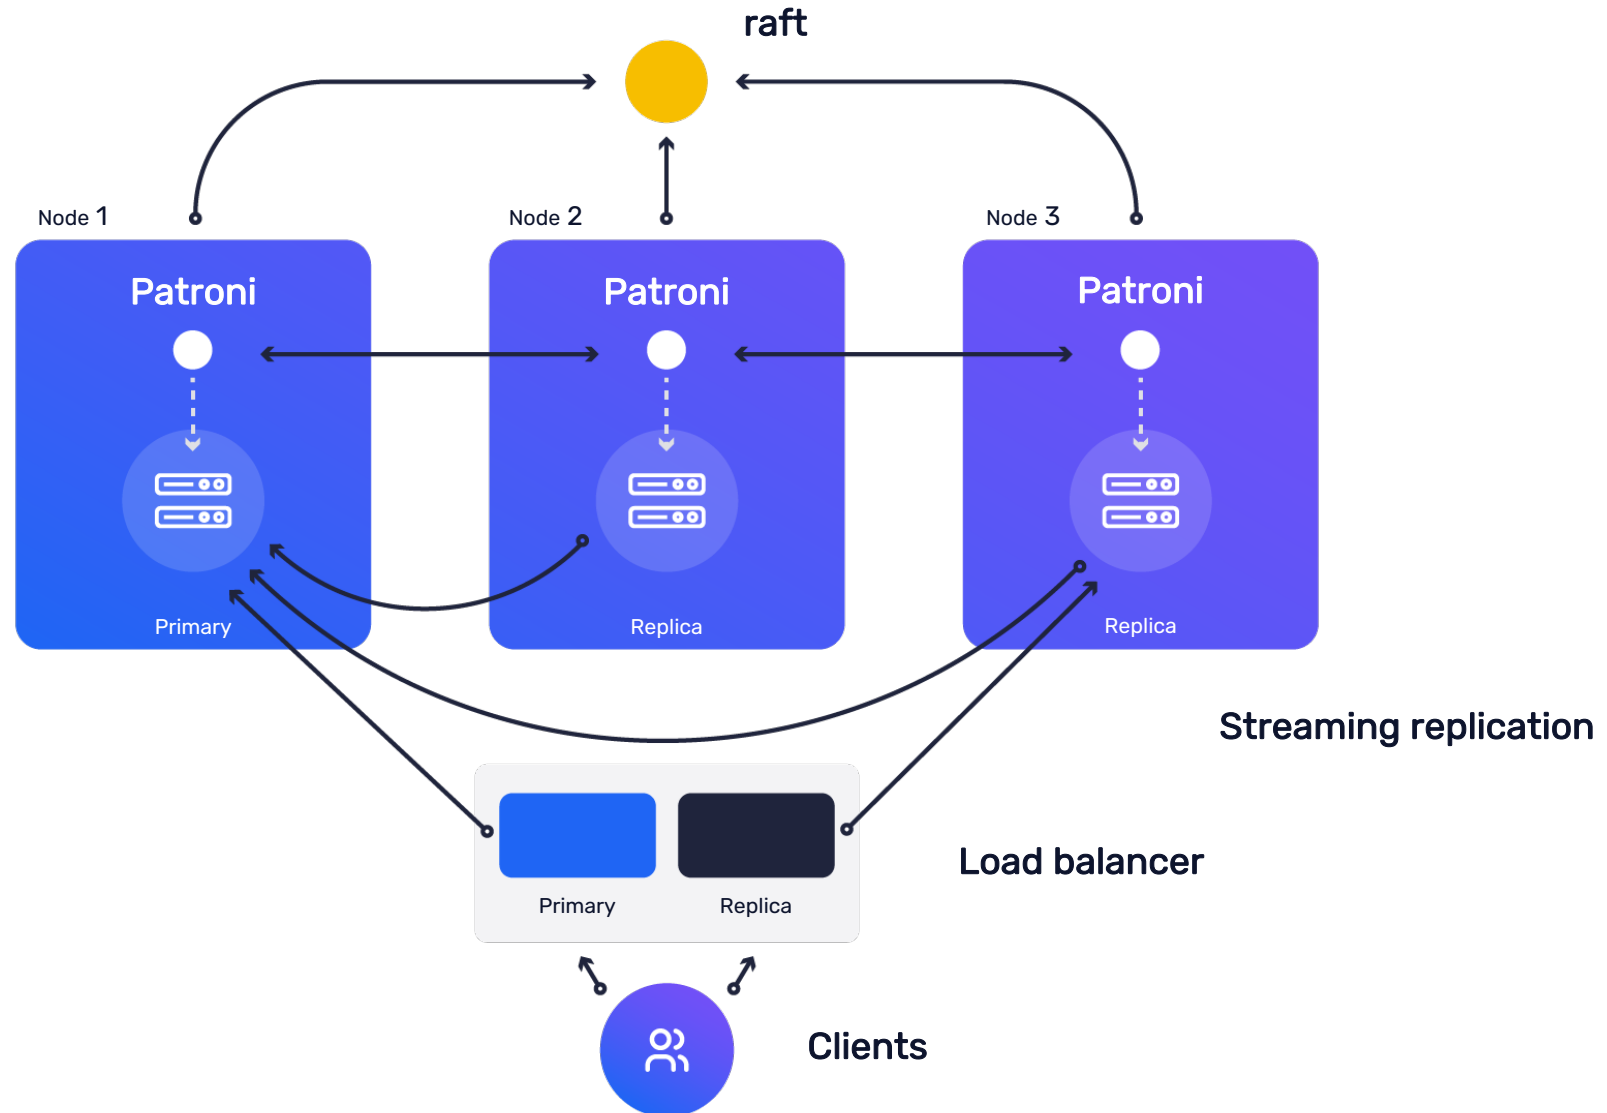 raft
Node 1
Node 2
Node 3
Patroni
Patroni
Patroni
Primary
Replica
Replica
Streaming replication
Load balancer
Primary
Replica
Clients